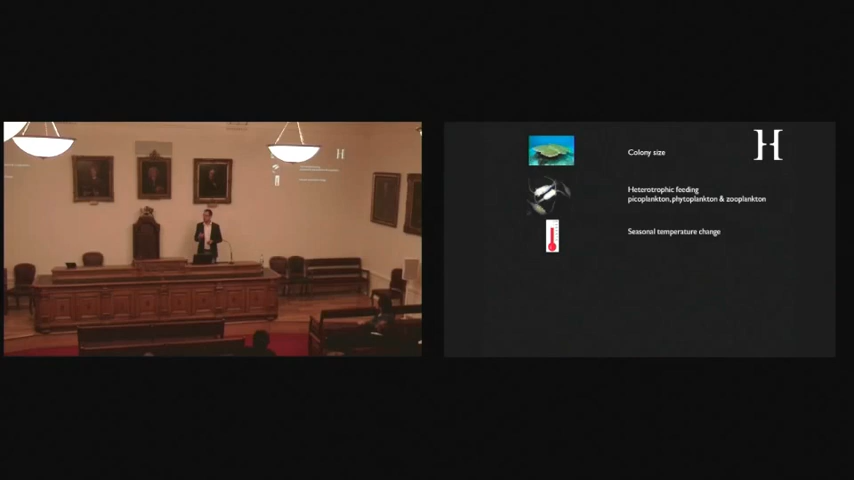 H
Colony size
Heterotrophic feeding
picoplankton,phytoplankton & zooplankton
Seasonal temperature change